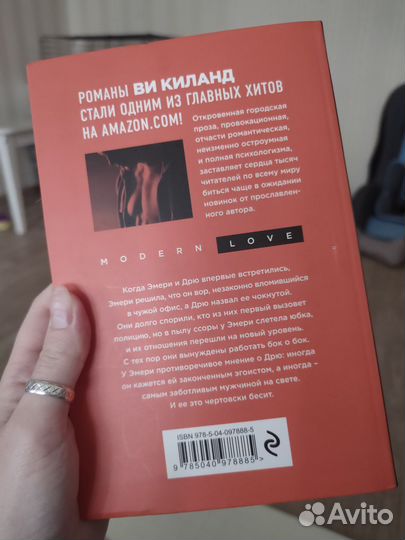 РОМАНЫ ВИ КИЛАНД
СТАЛИ ОДНИМ ИЗ ГЛАВНЫХ ХИТОВ
НА AMAZON.COM!
Откровенная городская
проза, провокационная,
отчасти романтическая,
неизменно остроумная
и полная психологизма,
заставляет сердца тысяч
читателей по всему миру
биться чаще в ожидании
новинок от прославлен-
ного автора.
MODERN LOVE
Когда Эмери и Дрю впервые встретились,
Эмери решила, что он вор, незаконно вломившийся
в чужой офис, а Дрю назвал ее чокнутой.
Они долго спорили, кто из них первый вызовет
полицию, но в пылу ссоры у Эмери слетела юбка,
и их отношения перешли на новый уровень.
С тех пор они вынуждены работать бок о бок.
У Эмери противоречивое мнение о Дрю: иногда
он кажется ей законченным эгоистом, а иногда –
самым заботливым мужчиной на свете.
И ее это чертовски бесит.
ISBN 978-5-04-097888-5
9 785040 978885 >
Avito